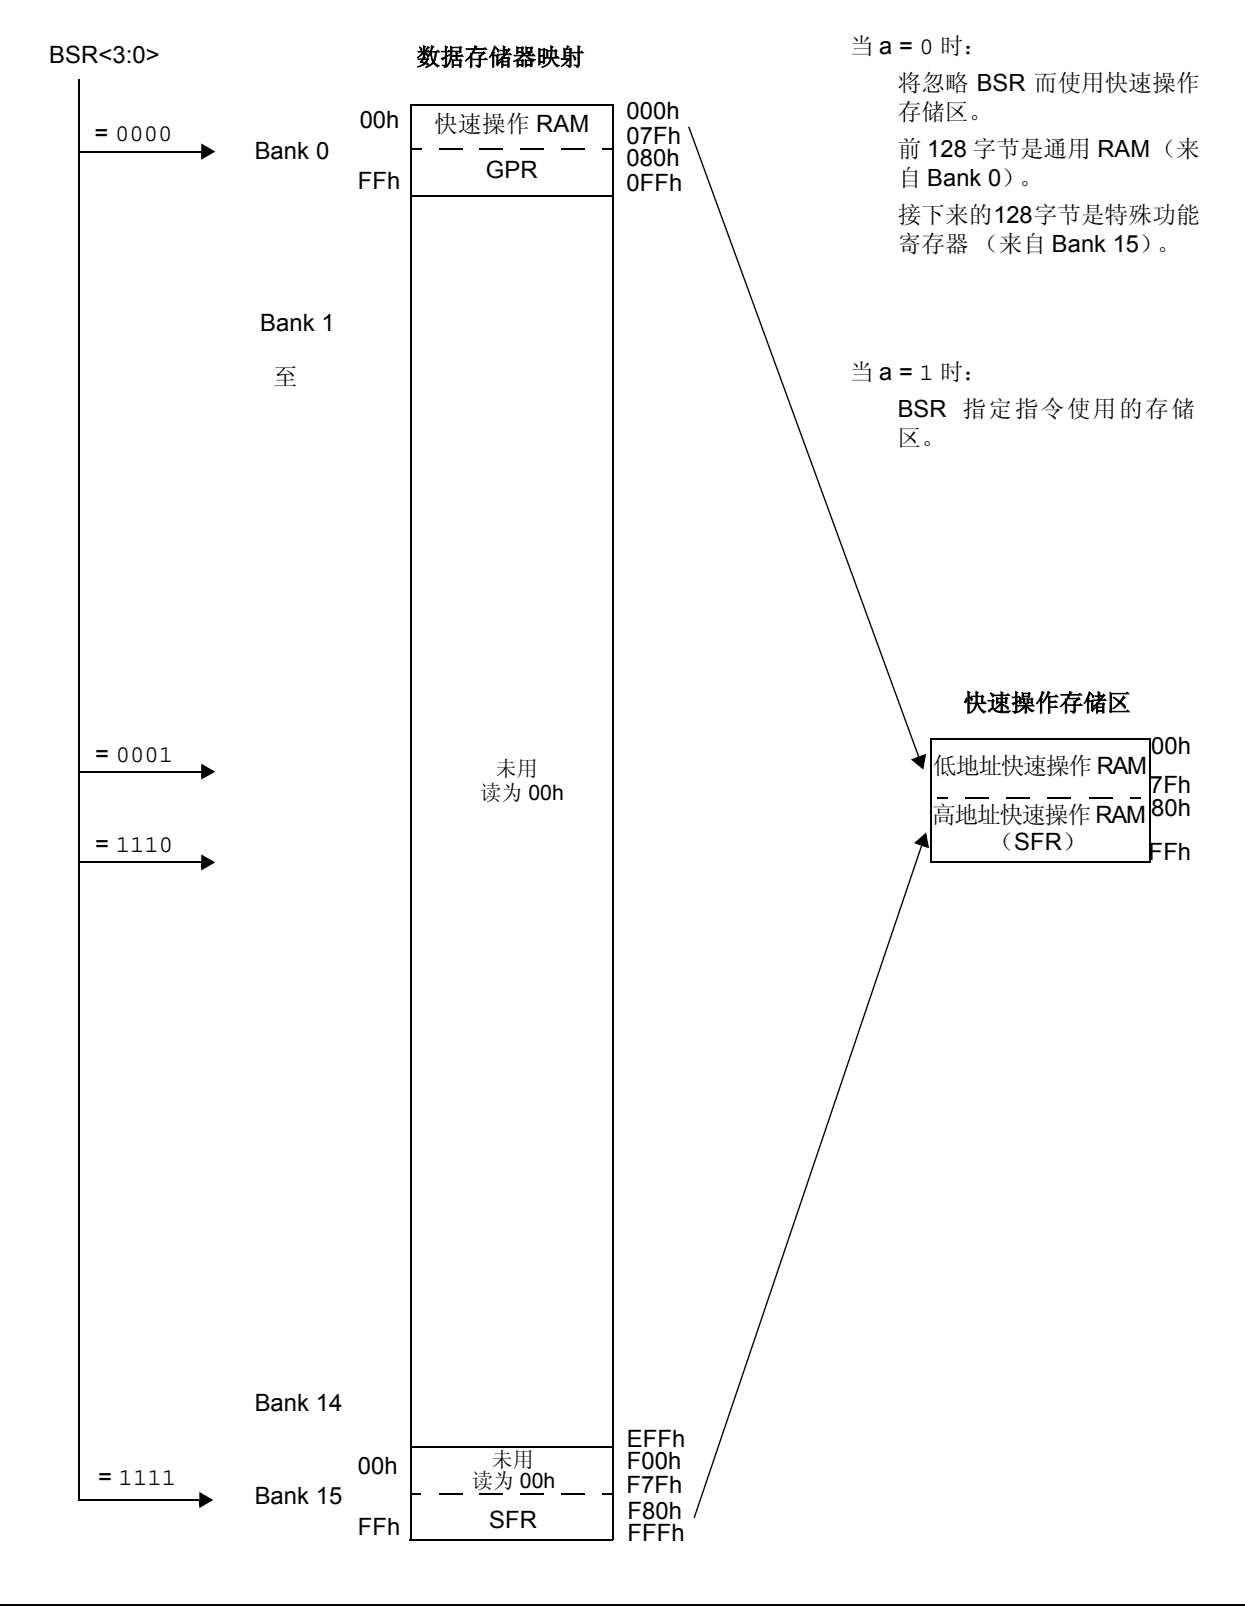 BSR<3:0>
数据存储器映射
= 0000
Bank 0
00h
FFh
快速操作 RAM
GPR
000h
07Fh
080h
0FFh
Bank 1
至
= 0001
= 1110
未用
读为 00h
Bank 14
= 1111
Bank 15
00h
FFh
未用
读为 00h
SFR
EFFh
F00h
F7Fh
F80h
FFFh
当 a = 0 时：
将忽略 BSR 而使用快速操作
存储区。
前 128 字节是通用 RAM（来
自 Bank 0）。
接下来的128字节是特殊功能
寄存器 （来自 Bank 15）。
当 a = 1 时：
BSR 指定指令使用的存储
区。
快速操作存储区
低地址快速操作 RAM
高地址快速操作 RAM
（SFR）
00h
7Fh
80h
FFh